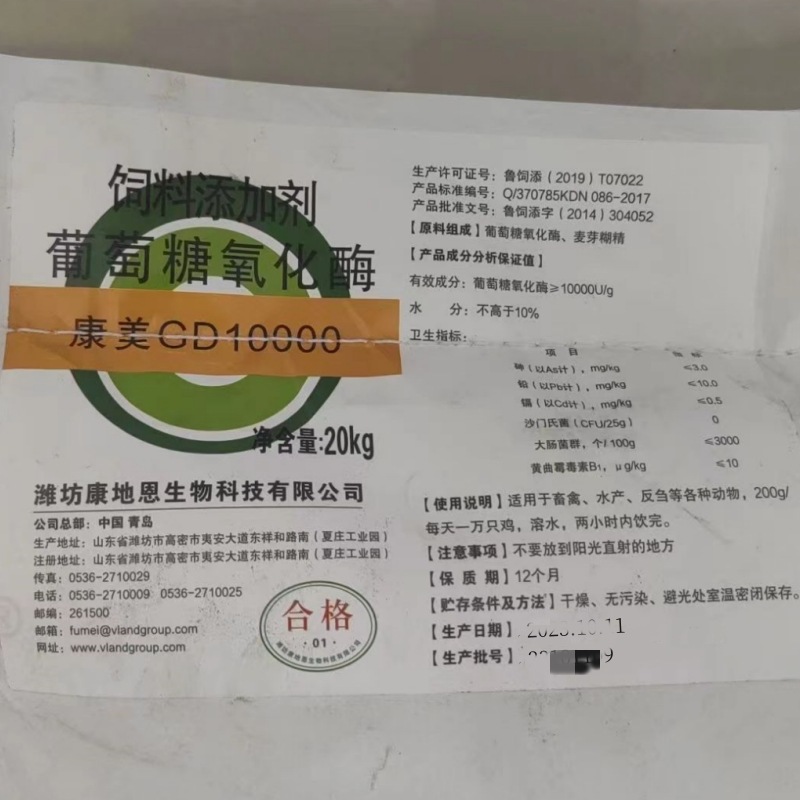 饲料添加剂
葡萄糖氧化酶
康美GD10000
净含量:20kg
潍坊康地恩生物科技有限公司
公司总部：中国 青岛
生产地址：山东省潍坊市高密市夷安大道东祥和路南（夏庄工业园）
注册地址：山东省潍坊市高密市夷安大道东祥和路南（夏庄工业园）
传真：0536-2710029
电话：0536-2710009 0536-2710025
邮编：261500
邮箱：fumei@vlandgroup.com
网址：www.vlandgroup.com
合格
·01·
潍坊康地恩生物科技有限公司
生产许可证号：鲁饲添（2019）T07022
产品标准编号：Q/370785KDN 086-2017
产品批准文号：鲁饲添字（2014）304052
【原料组成】葡萄糖氧化酶、麦芽糊精
【产品成分分析保证值】
有效成分：葡萄糖氧化酶≥10000U/g
水 分：不高于10%
卫生指标：
项目
砷（以As计），mg/kg ≤3.0
铅（以Pb计），mg/kg ≤10.0
镉（以Cd计），mg/kg ≤0.5
沙门氏菌（CFU/25g） 0
大肠菌群，个/100g ≤3000
黄曲霉毒素B₁，μg/kg ≤10
【使用说明】适用于畜禽、水产、反刍等各种动物，200g/
每天一万只鸡，溶水，两小时内饮完。
【注意事项】不要放到阳光直射的地方
【保 质 期】12个月
【贮存条件及方法】干燥、无污染、避光处室温密闭保存。
【生产日期】
【生产批号】